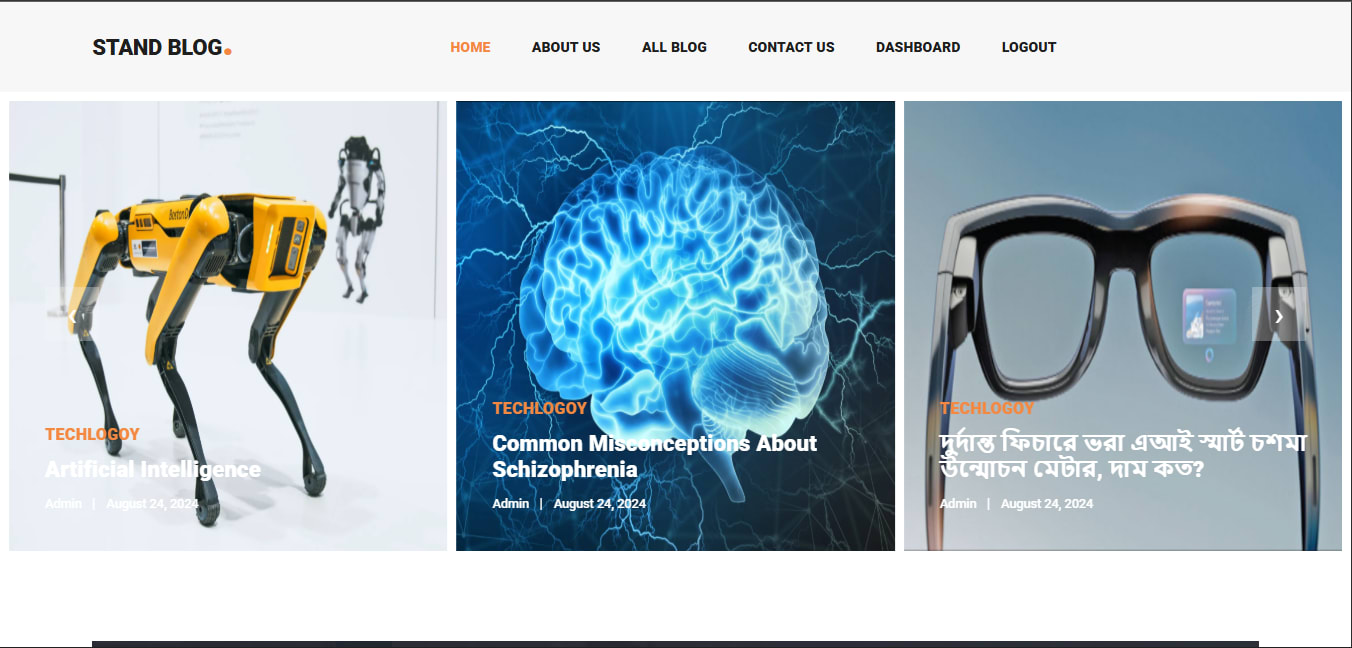 STAND BLOG.
HOME ABOUT US ALL BLOG CONTACT US DASHBOARD LOGOUT
TECHLOGOY
Artificial Intelligence
Admin | August 24, 2024
TECHLOGOY
Common Misconceptions About
Schizophrenia
Admin | August 24, 2024
TECHLOGOY
দুর্দান্ত ফিচারে ভরা এআই স্মার্ট চশমা
উন্মোচন মেটার, দাম কত?
Admin | August 24, 2024